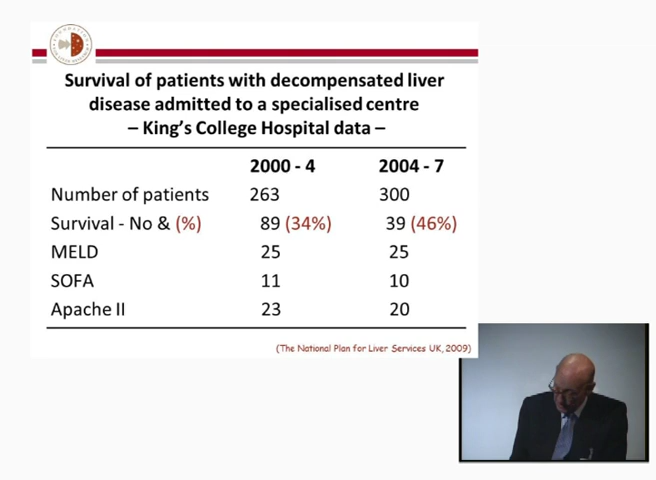 Survival of patients with decompensated liver
disease admitted to a specialised centre
– King's College Hospital data –
2000 - 4 2004 - 7
Number of patients 263 300
Survival - No & (%) 89 (34%) 39 (46%)
MELD 25 25
SOFA 11 10
Apache II 23 20
(The National Plan for Liver Services UK, 2009)